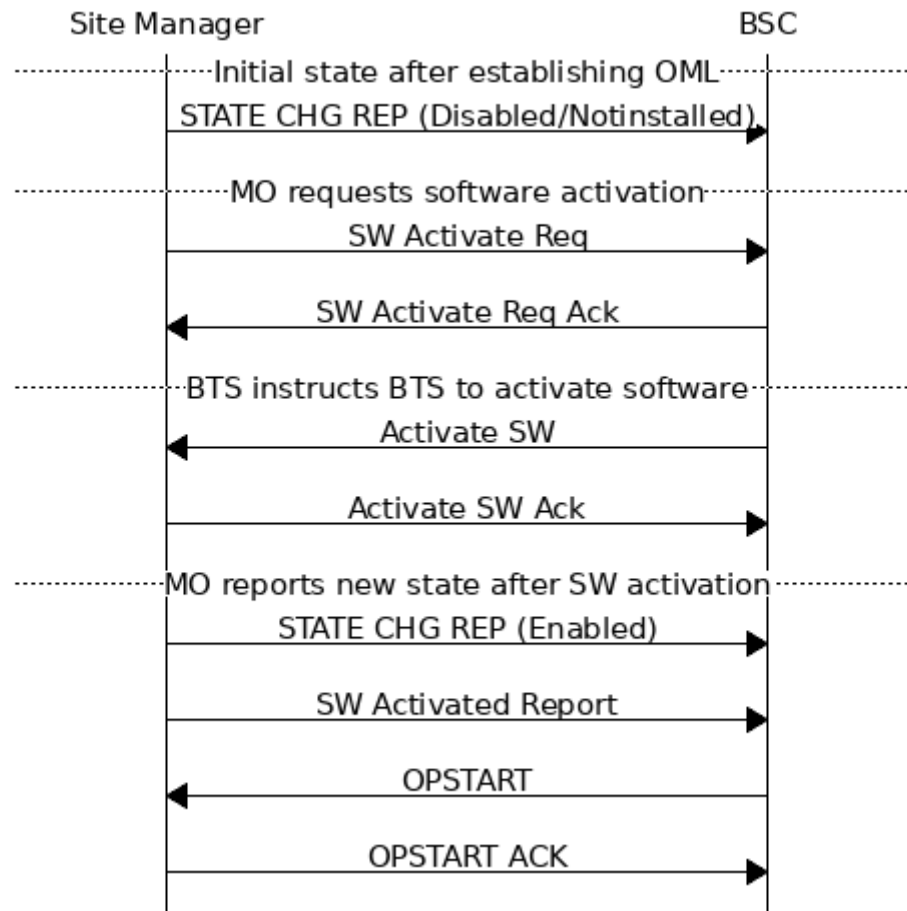 Site Manager BSC
Initial state after establishing OML
STATE CHG REP (Disabled/Notinstalled)
MO requests software activation
SW Activate Req
SW Activate Req Ack
BTS instructs BTS to activate software
Activate SW
Activate SW Ack
MO reports new state after SW activation
STATE CHG REP (Enabled)
SW Activated Report
OPSTART
OPSTART ACK